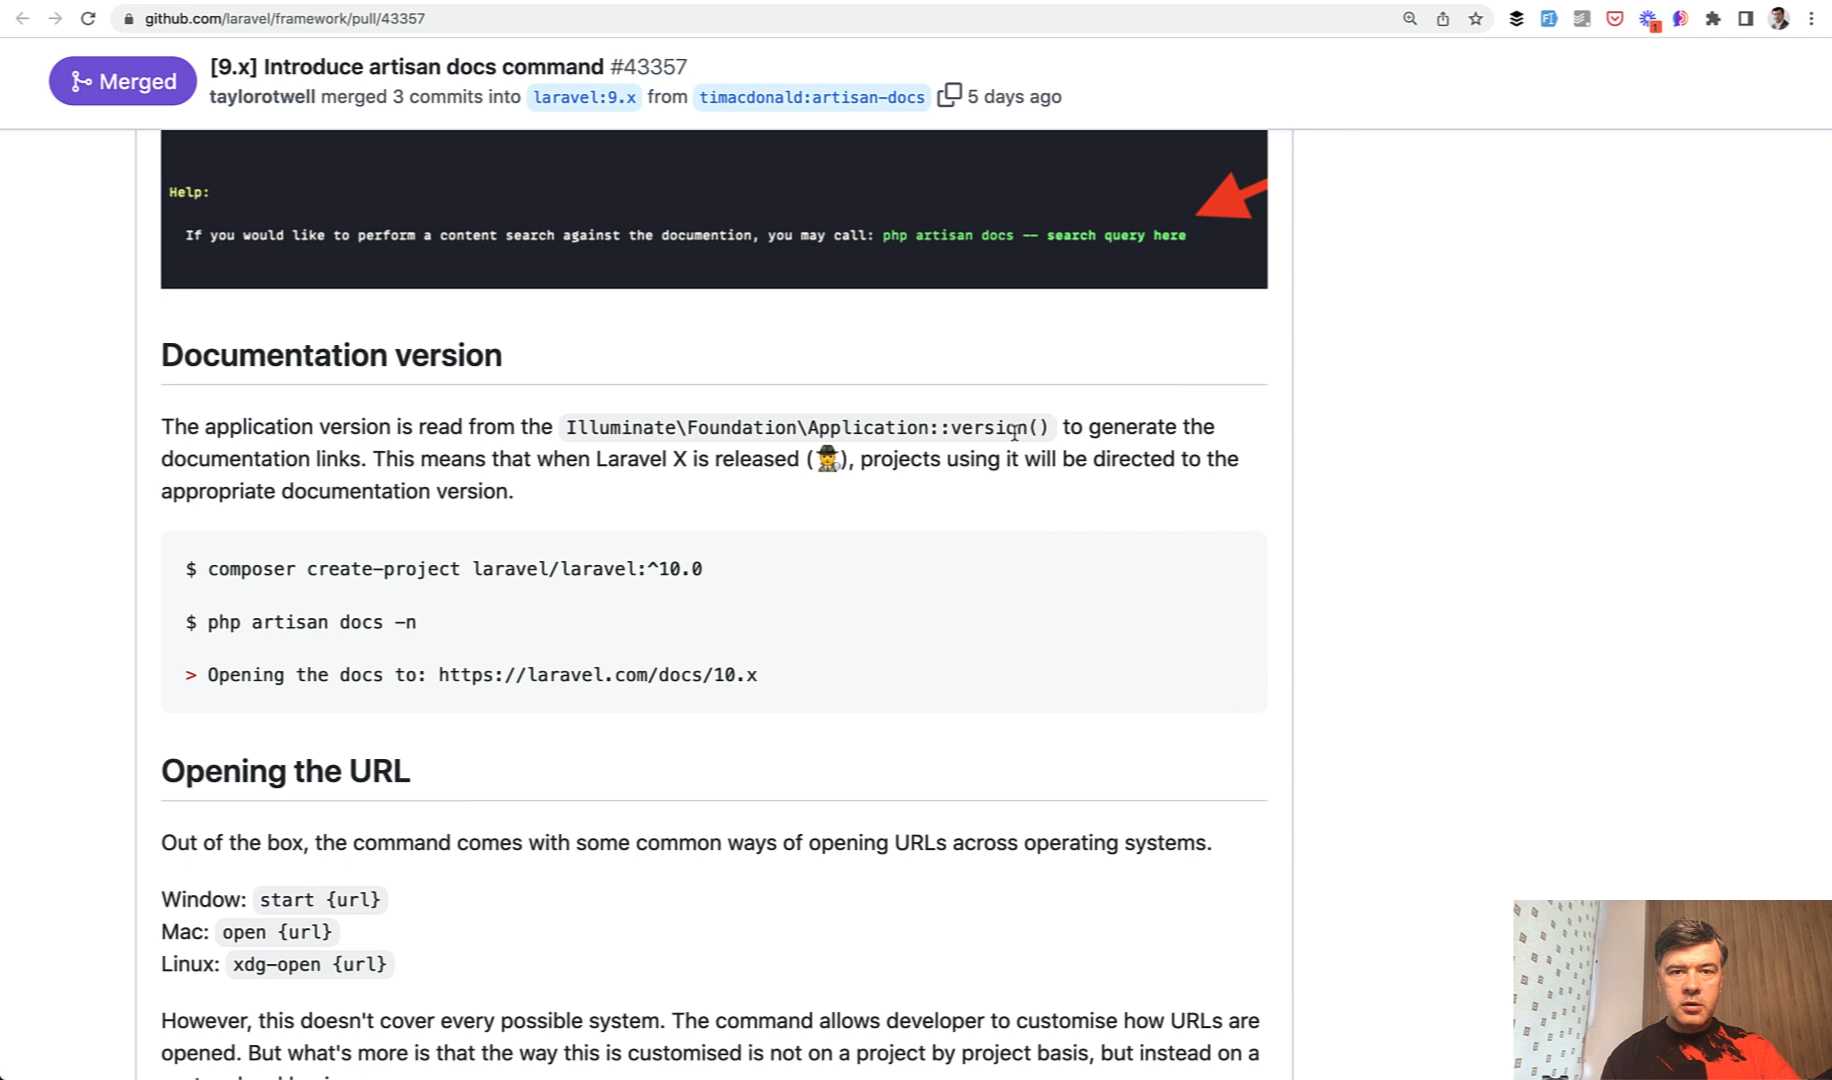 github.com/laravel/framework/pull/43357
1
Merged
[9.x] Introduce artisan docs command #43357
taylorotwell merged 3 commits into laravel:9.x from timacdonald:artisan-docs 5 days ago
Help:
If you would like to perform a content search against the documention, you may call: php artisan docs -- search query here
Documentation version
The application version is read from the Illuminate\Foundation\Application::version() to generate the
documentation links. This means that when Laravel X is released (🕵️), projects using it will be directed to the
appropriate documentation version.
$ composer create-project laravel/laravel:^10.0
$ php artisan docs -n
> Opening the docs to: https://laravel.com/docs/10.x
Opening the URL
Out of the box, the command comes with some common ways of opening URLs across operating systems.
Window: start {url}
Mac: open {url}
Linux: xdg-open {url}
However, this doesn't cover every possible system. The command allows developer to customise how URLs are
opened. But what's more is that the way this is customised is not on a project by project basis, but instead on a